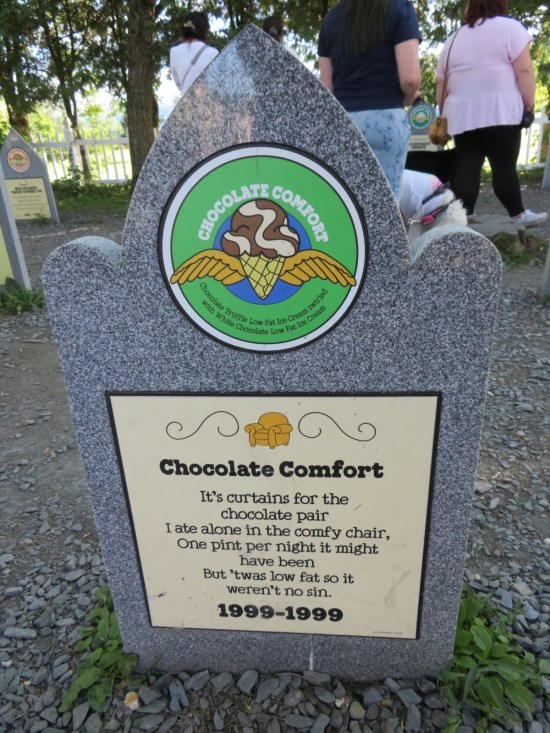 CHOCOLATE COMFORT
Chocolate Truffle Low Fat Ice Cream swirled
with White Chocolate Low Fat Ice Cream
Chocolate Comfort
It's curtains for the
chocolate pair
I ate alone in the comfy chair,
One pint per night it might
have been
But 'twas low fat so it
weren't no sin.
1999-1999